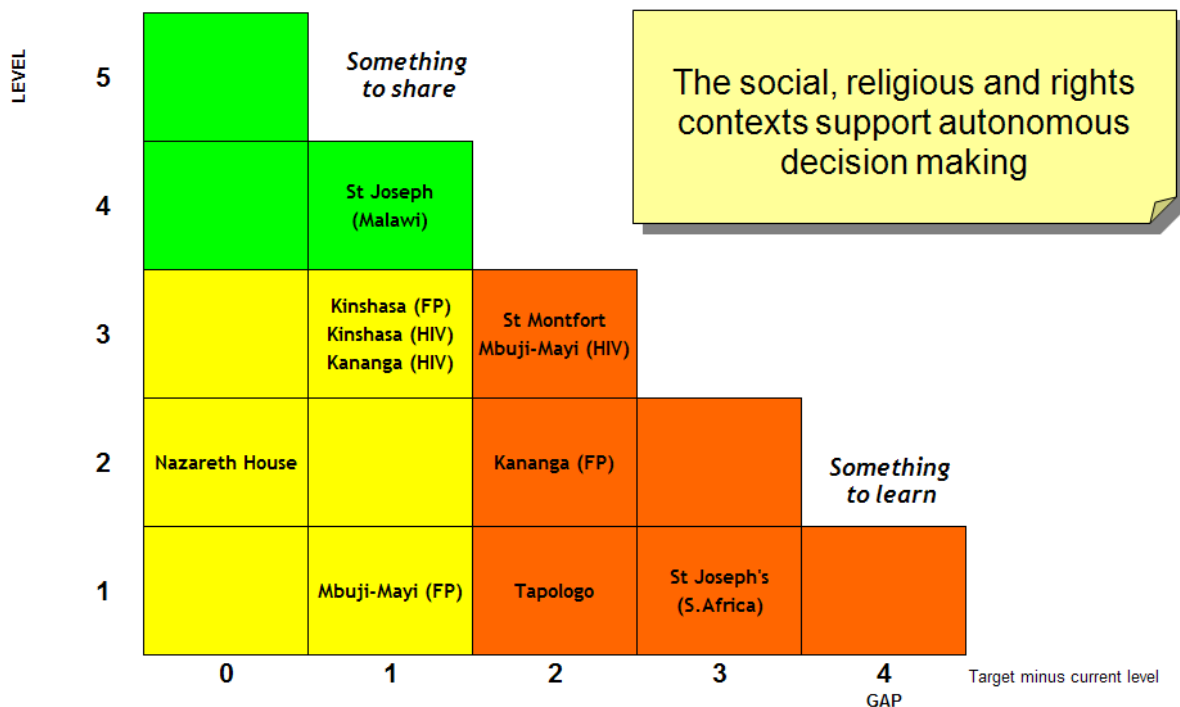 LEVEL
5
Something
to share
The social, religious and rights
contexts support autonomous
decision making
4
St Joseph
(Malawi)
3
Kinshasa (FP)
Kinshasa (HIV)
Kananga (HIV)
St Montfort
Mbuji-Mayi (HIV)
2
Nazareth House
Kananga (FP)
Something
to learn
1
Mbuji-Mayi (FP)
Tapologo
St Joseph's
(S.Africa)
0
1
2
3
4
Target minus current level
GAP